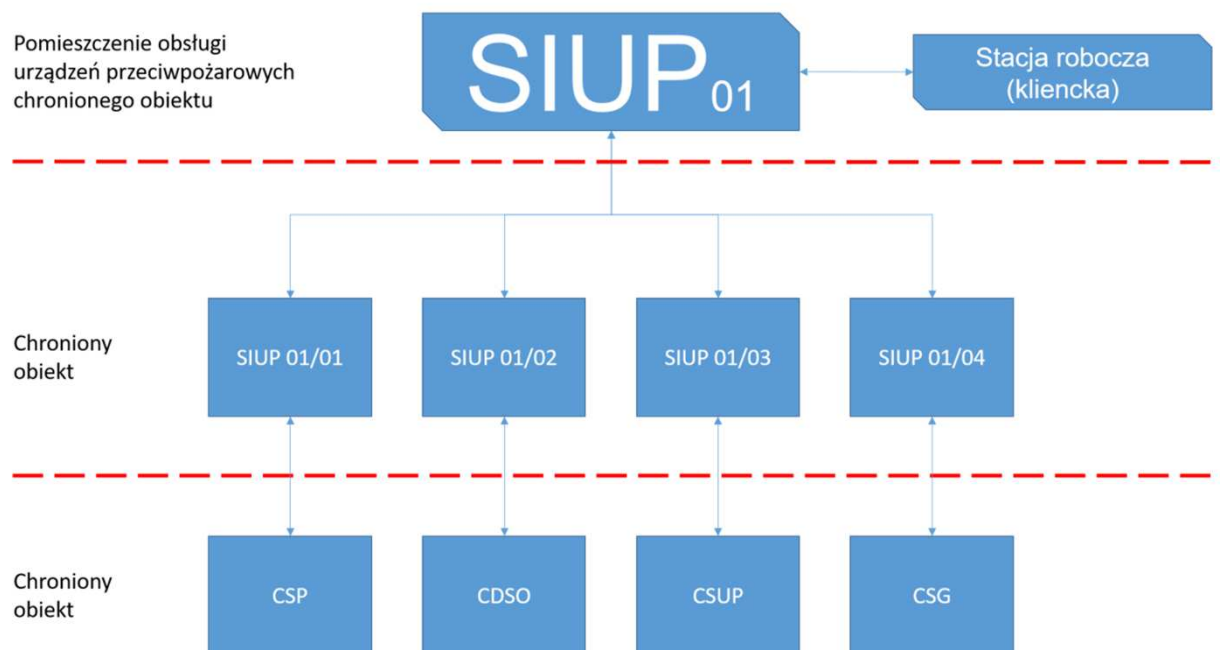 Pomieszczenie obsługi
urządzeń przeciwpożarowych
chronionego obiektu
SIUP01
Stacja robocza
(kliencka)
Chroniony
obiekt
SIUP 01/01
SIUP 01/02
SIUP 01/03
SIUP 01/04
Chroniony
obiekt
CSP
CDSO
CSUP
CSG